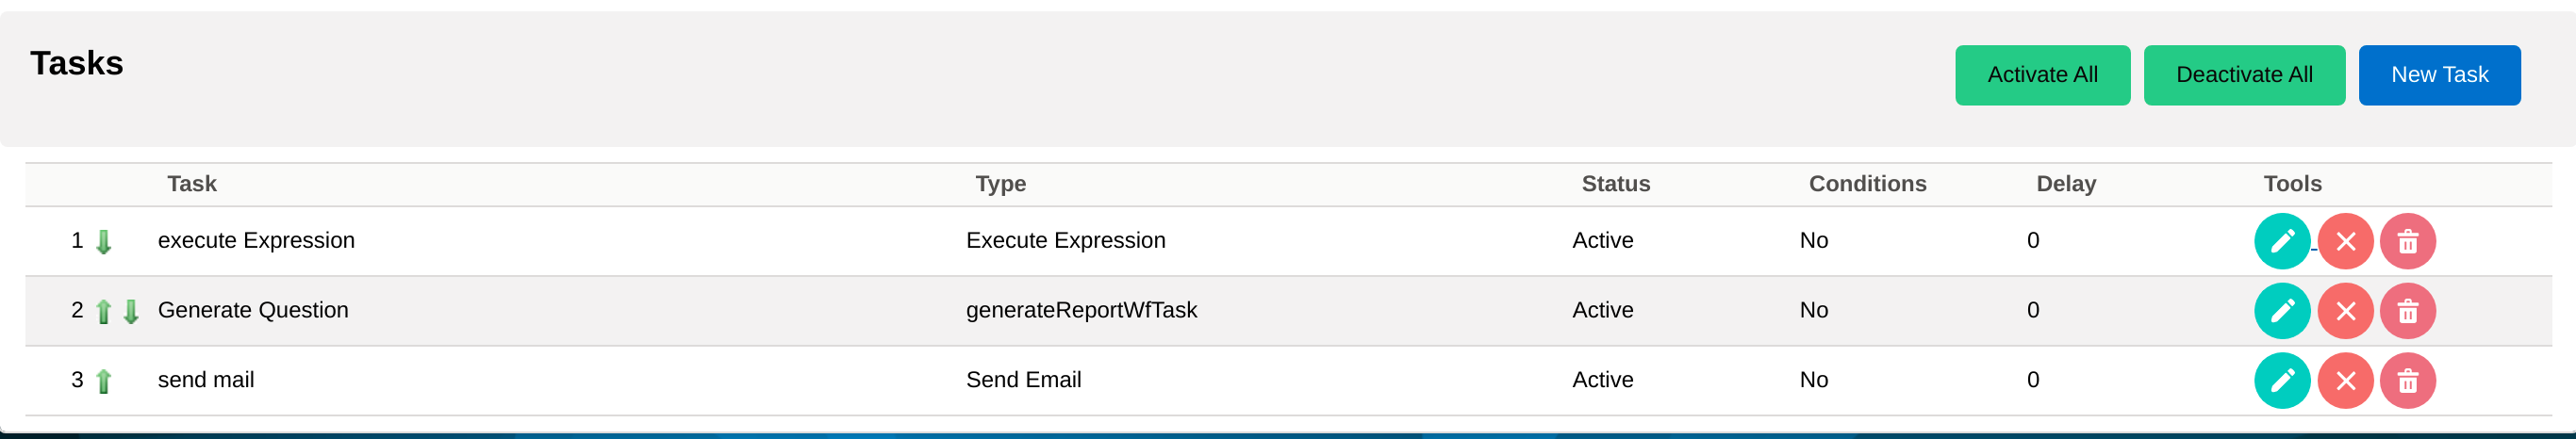 Tasks
Activate All Deactivate All New Task
Task Type Status Conditions Delay Tools
1 execute Expression Execute Expression Active No 0
2 Generate Question generateReportWfTask Active No 0
3 send mail Send Email Active No 0